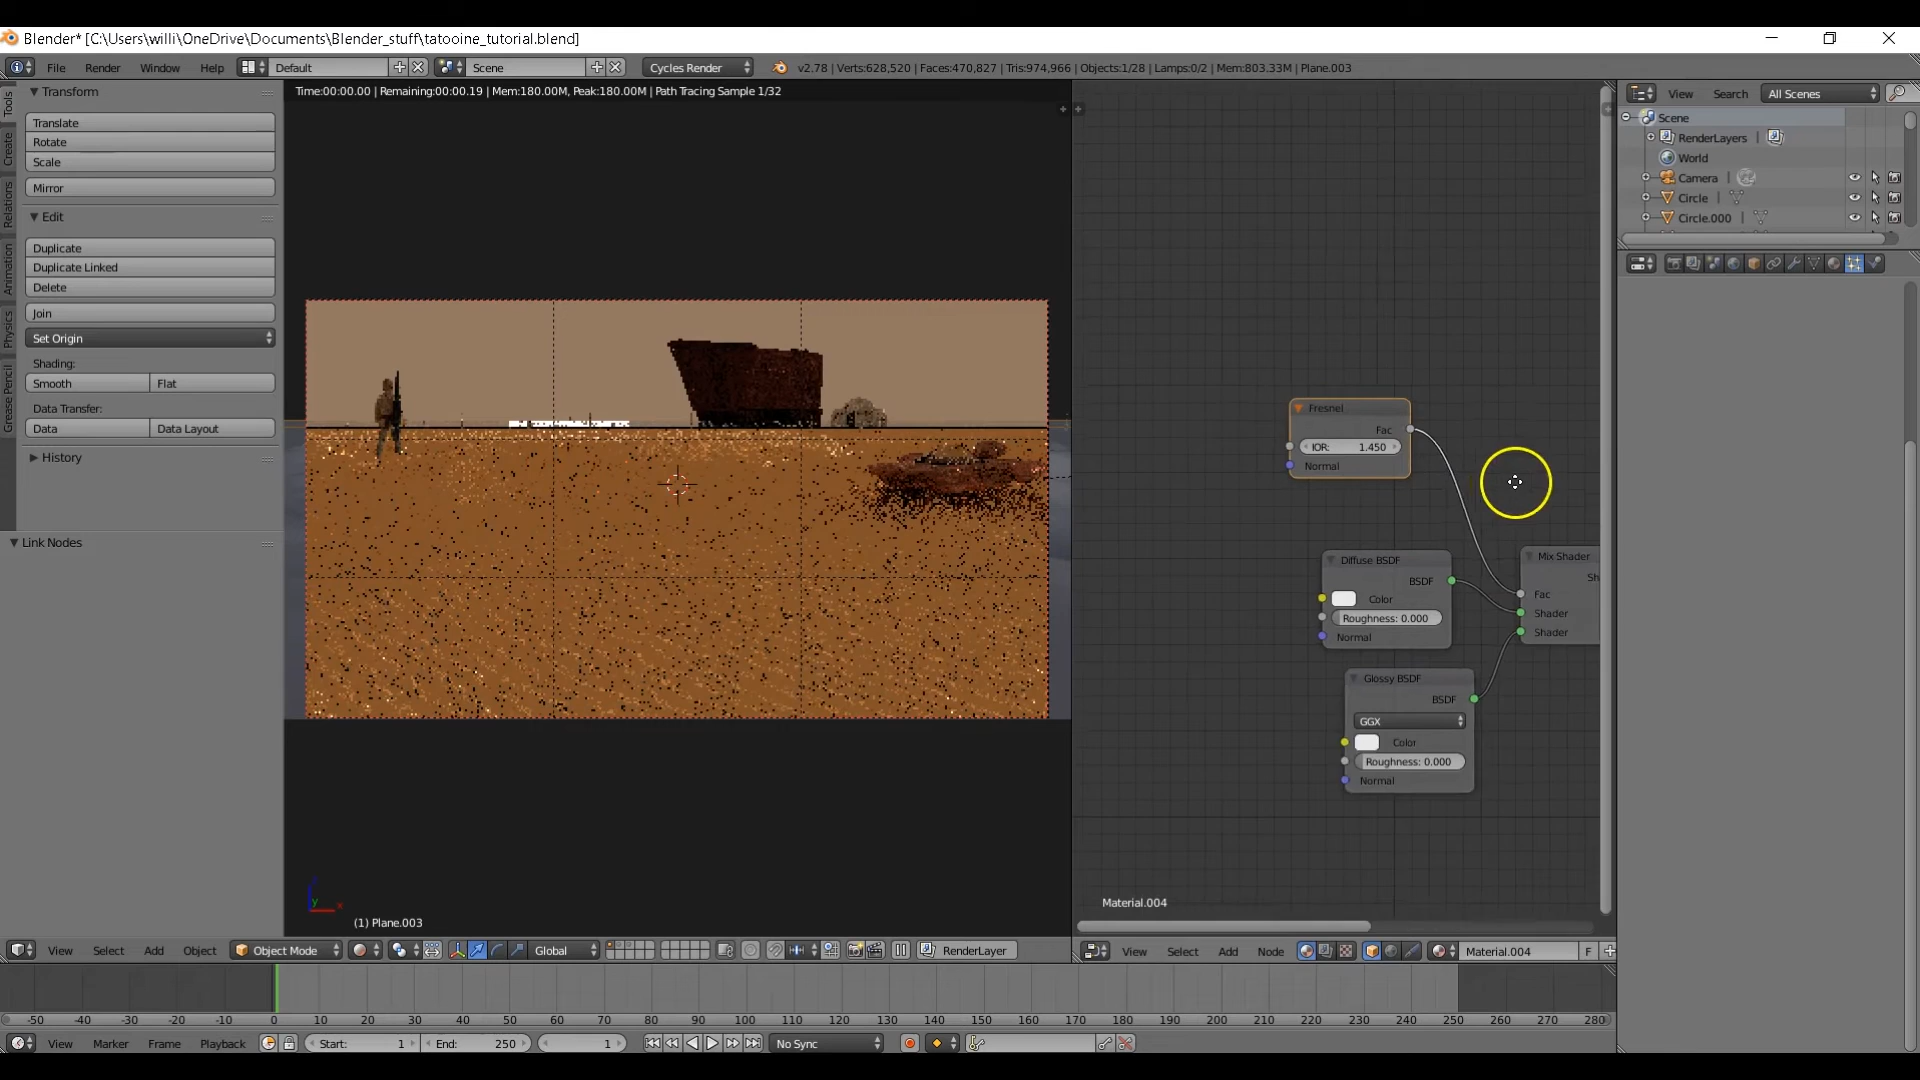 Blender* [C:\Users\willi\OneDrive\Documents\Blender_stuff\tatooine_tutorial.blend]
File Render Window Help Default Scene Cycles Render v2.78 | Verts:628,520 | Faces:470,827 | Tris:974,966 | Objects:1/28 | Lamps:0/2 | Mem:803.33M | Plane.003
Time:00:00.00 | Remaining:00:00.19 | Mem:180.00M, Peak:180.00M | Path Tracing Sample 1/32
Tools
Create
Relations
Animation
Physics
Grease Pencil
Transform
Translate
Rotate
Scale
Mirror
Edit
Duplicate
Duplicate Linked
Delete
Join
Set Origin
Shading:
Smooth Flat
Data Transfer:
Data Data Layout
History
Link Nodes
x
y
(1) Plane.003
View Select Add Object Object Mode Global RenderLayer
Fresnel
Fac
IOR: 1.450
Normal
Diffuse BSDF
BSDF
Color
Roughness: 0.000
Normal
Glossy BSDF
BSDF
GGX
Color
Roughness: 0.000
Normal
Mix Shader
Sh
Fac
Shader
Shader
Material.004
View Select Add Node Material.004 F
View Search All Scenes
Scene
RenderLayers |
World
Camera |
Circle |
Circle.000 |
-50 -40 -30 -20 -10 0 10 20 30 40 50 60 70 80 90 100 110 120 130 140 150 160 170 180 190 200 210 220 230 240 250 260 270 280
View Marker Frame Playback Start: 1 End: 250 1 No Sync